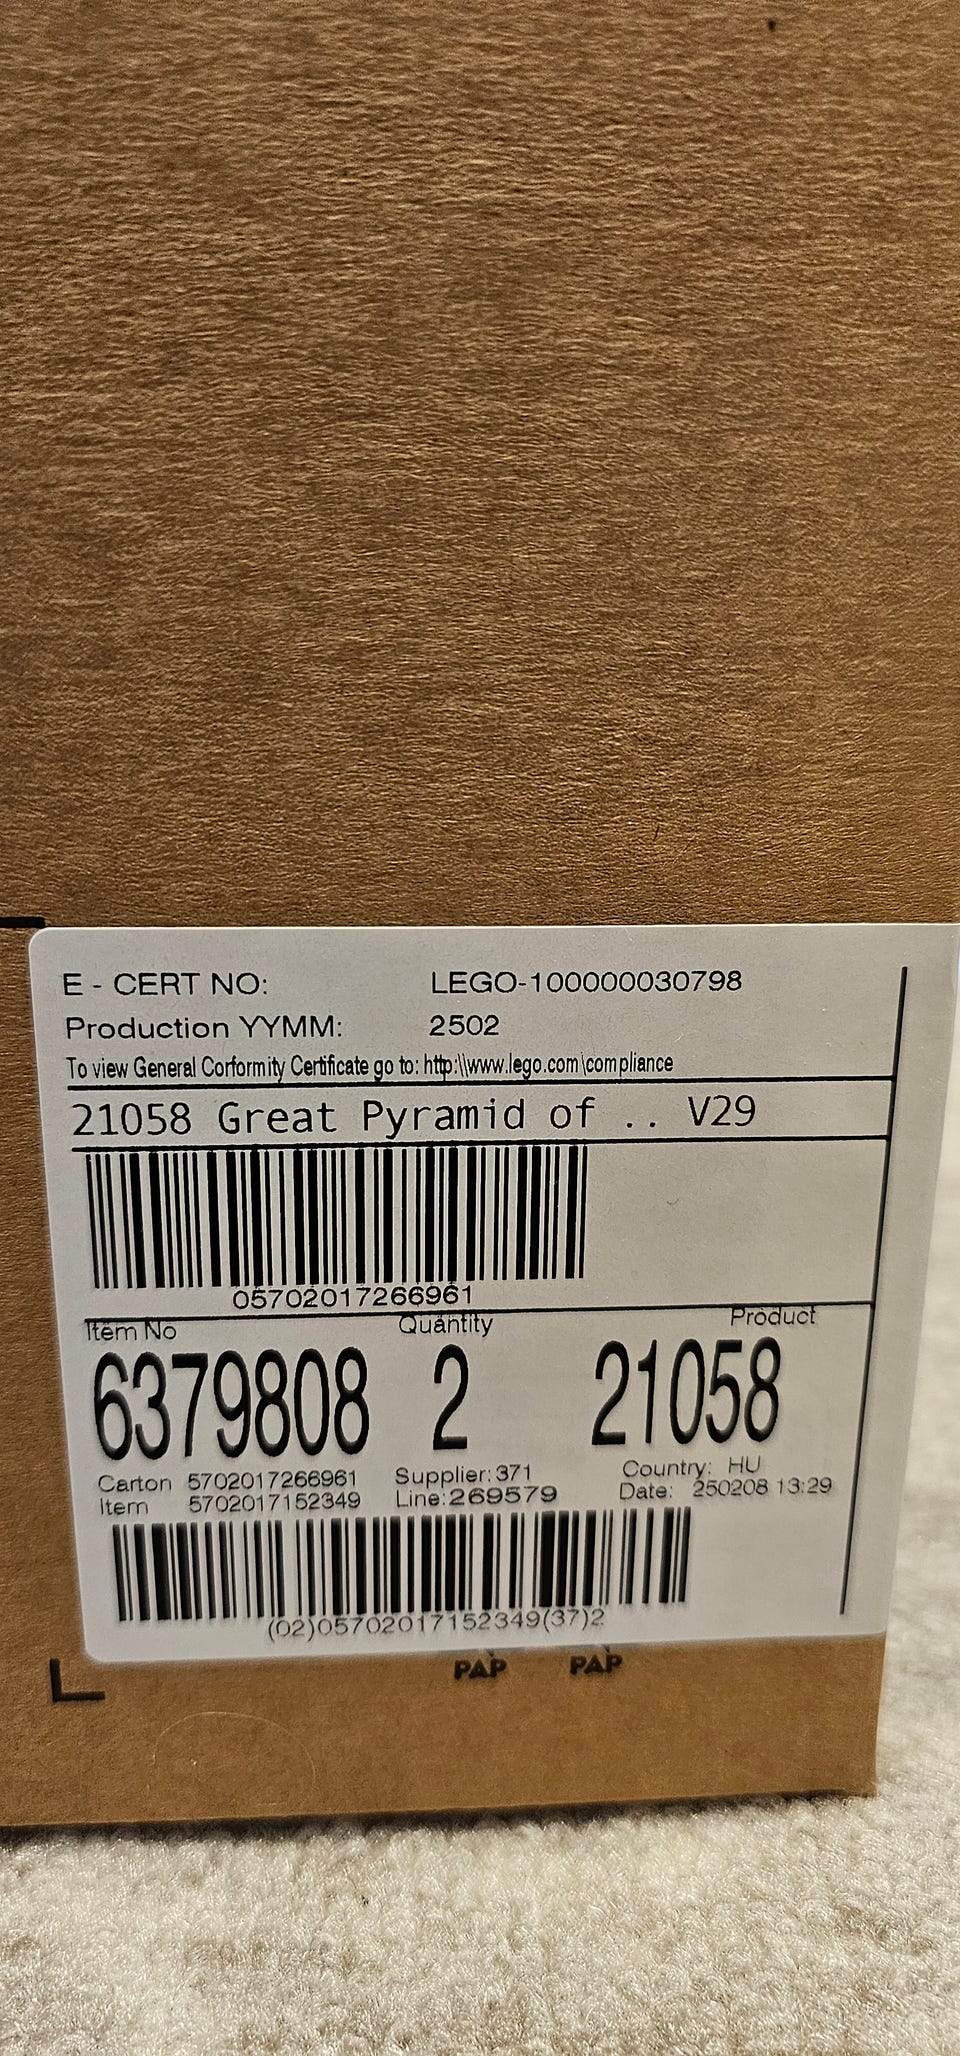 E - CERT NO: LEGO-100000030798
Production YYMM: 2502
To view General Corformity Certificate go to: http:\\www.lego.com\compliance
21058 Great Pyramid of .. V29
05702017266961
Item No Quantity Product
6379808 2 21058
Carton 5702017266961 Supplier:371 Country: HU
Item 5702017152349 Line:269579 Date: 250208 13:29
(02)05702017152349(37)2
PAP PAP